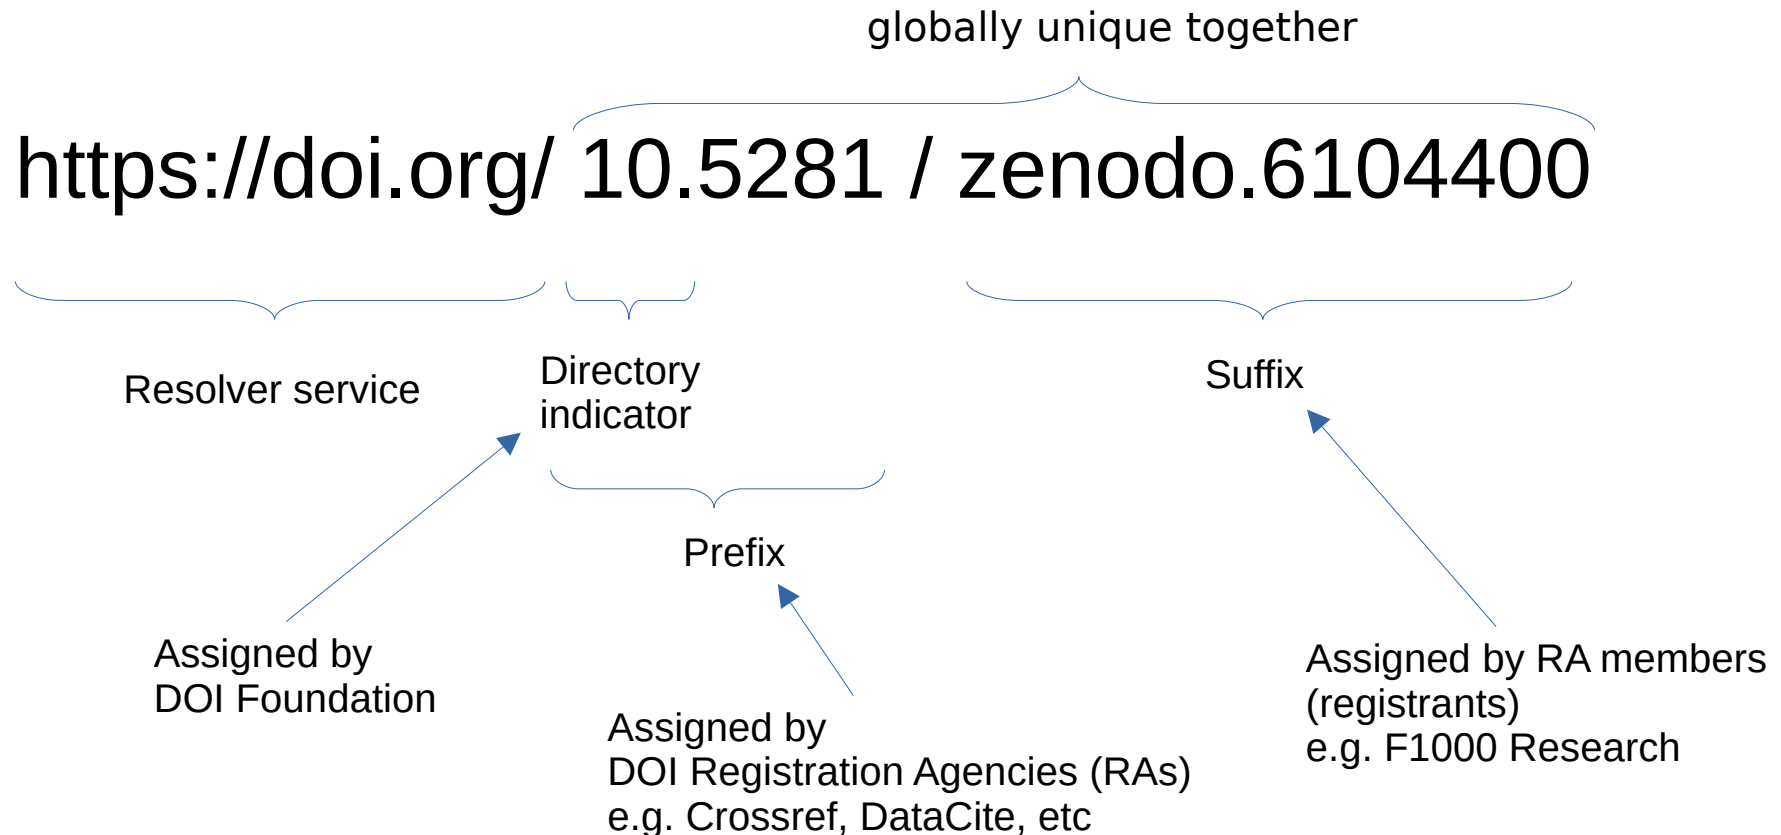 globally unique together
https://doi.org/ 10.5281 / zenodo.6104400
Resolver service
Directory
indicator
Suffix
Prefix
Assigned by
DOI Foundation
Assigned by
DOI Registration Agencies (RAs)
e.g. Crossref, DataCite, etc
Assigned by RA members
(registrants)
e.g. F1000 Research